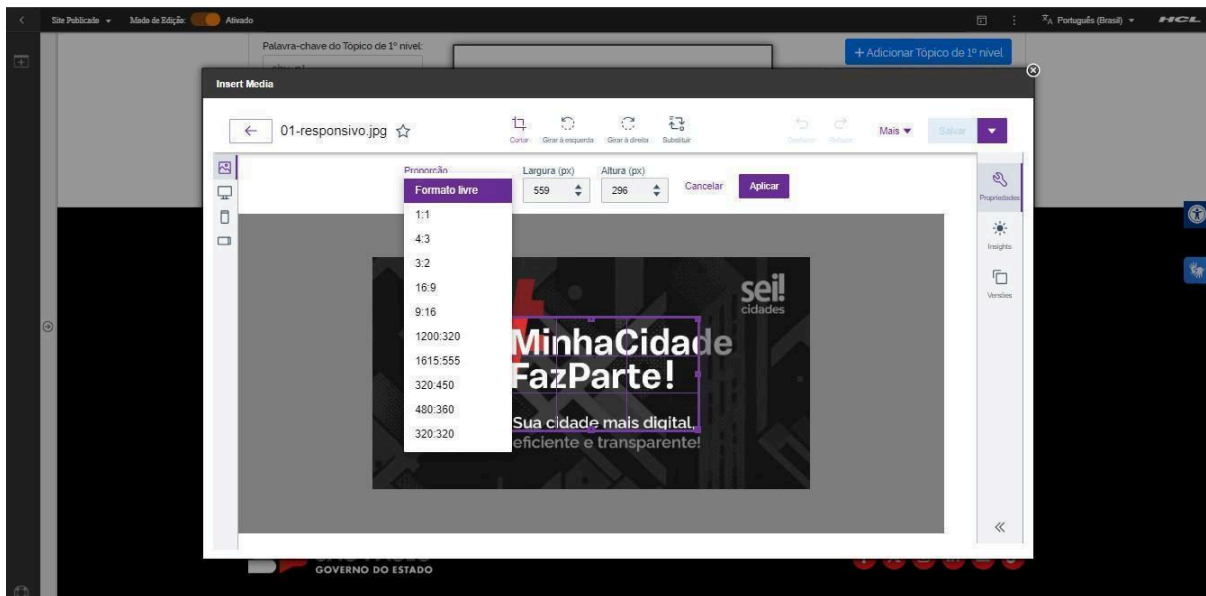 Site Publicado
Modo de Edição:
Ativado
Português (Brasil)
HCL
Palavra-chave do Tópico de 1º nível:
+ Adicionar Tópico de 1º nível
Insert Media
01-responsivo.jpg
Cortar
Girar à esquerda
Girar à direita
Substituir
Desfazer
Refazer
Mais
Salvar
Proporção
Largura (px)
Altura (px)
559
296
Cancelar
Aplicar
Formato livre
1:1
4:3
3:2
16:9
9:16
1200:320
1615:555
320:450
480:360
320:320
Propriedades
Insights
Versões
sei!
cidades
MinhaCidade
FazParte!
Sua cidade mais digital,
eficiente e transparente!
GOVERNO DO ESTADO